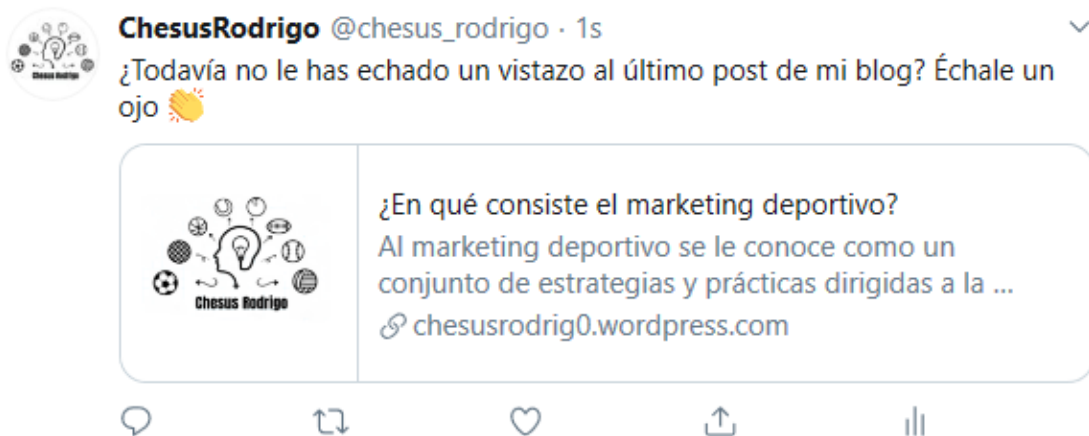 ChesusRodrigo @chesus_rodrigo · 1s
¿Todavía no le has echado un vistazo al último post de mi blog? Échale un
ojo 👏
¿En qué consiste el marketing deportivo?
Al marketing deportivo se le conoce como un
conjunto de estrategias y prácticas dirigidas a la ...
chesusrodrig0.wordpress.com
Chesus Rodrigo
Chesus Rodrigo